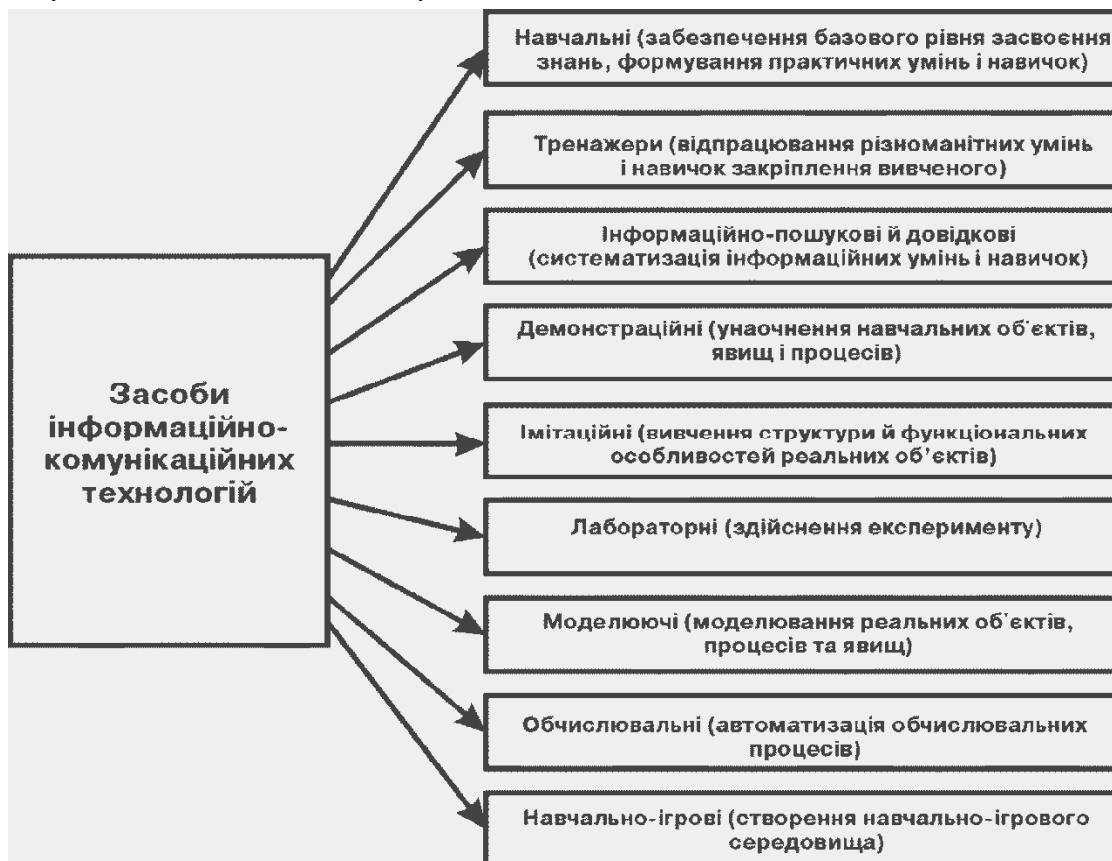 Навчальні (забезпечення базового рівня засвоєння
знань, формування практичних умінь і навичок)
Тренажери (відпрацювання різноманітних умінь
і навичок закріплення вивченого)
Інформаційно-пошукові й довідкові
(систематизація інформаційних умінь і навичок)
Демонстраційні (унаочнення навчальних об'єктів,
явищ і процесів)
Засоби
інформаційно-
комунікаційних
технологій
Імітаційні (вивчення структури й функціональних
особливостей реальних об'єктів)
Лабораторні (здійснення експерименту)
Моделюючі (моделювання реальних об'єктів,
процесів та явищ)
Обчислювальні (автоматизація обчислювальних
процесів)
Навчально-ігрові (створення навчально-ігрового
середовища)